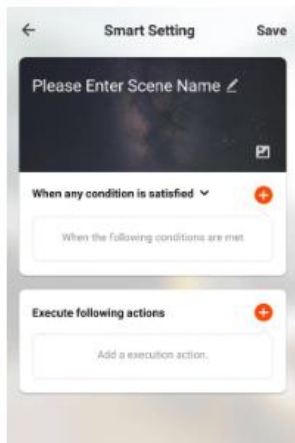 Smart Setting
Save
Please Enter Scene Name
When any condition is satisfied
When the following conditions are met
Execute following actions
Add a execution action.